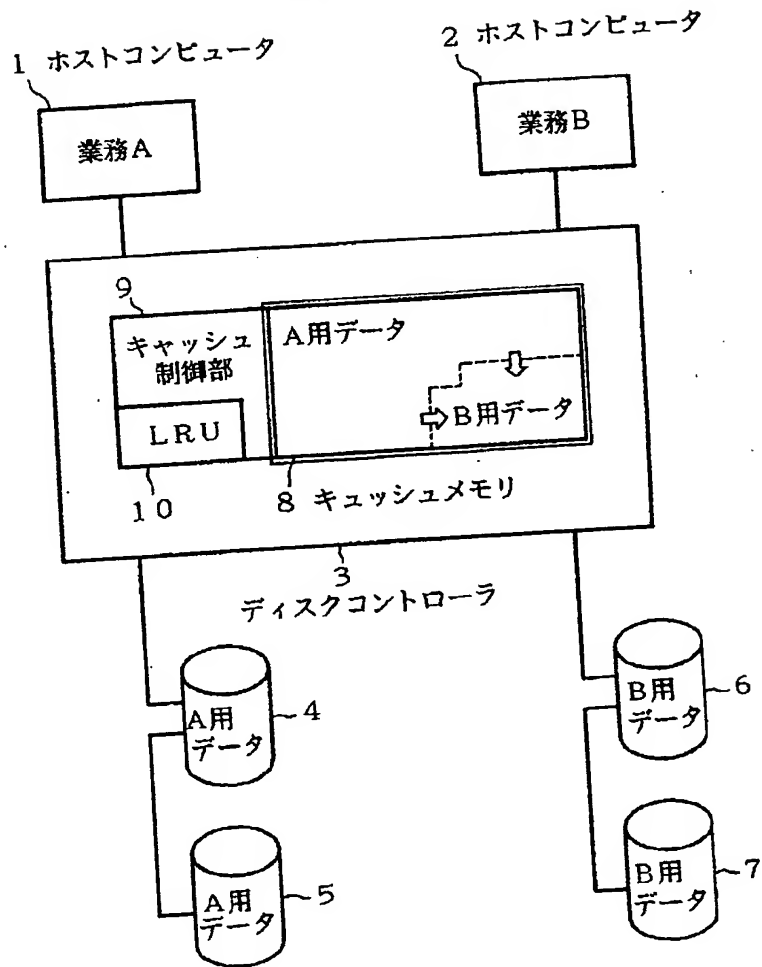 1 ホストコンピュータ
2 ホストコンピュータ
業務A
業務B
9
キャッシュ
制御部
A用データ
LRU
B用データ
10
8 キュッシュメモリ
3
ディスクコントローラ
A用
データ
4
B用
データ
6
A用
データ
5
B用
データ
7